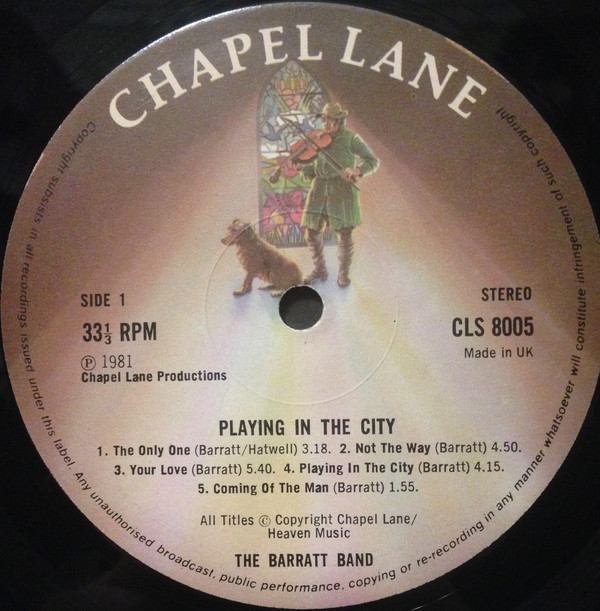 CHAPEL LANE
SIDE 1
33⅓ RPM
Ⓟ 1981
Chapel Lane Productions
STEREO
CLS 8005
Made in UK
PLAYING IN THE CITY
1. The Only One (Barratt/Hatwell) 3.18. 2. Not The Way (Barratt) 4.50.
3. Your Love (Barratt) 5.40. 4. Playing In The City (Barratt) 4.15.
5. Coming Of The Man (Barratt) 1.55.
All Titles © Copyright Chapel Lane/
Heaven Music
THE BARRATT BAND
Copyright subsists in all recordings issued under this label. Any unauthorised broadcast, public performance, copying or re-recording in any manner whatsoever will constitute infringement of such copyright